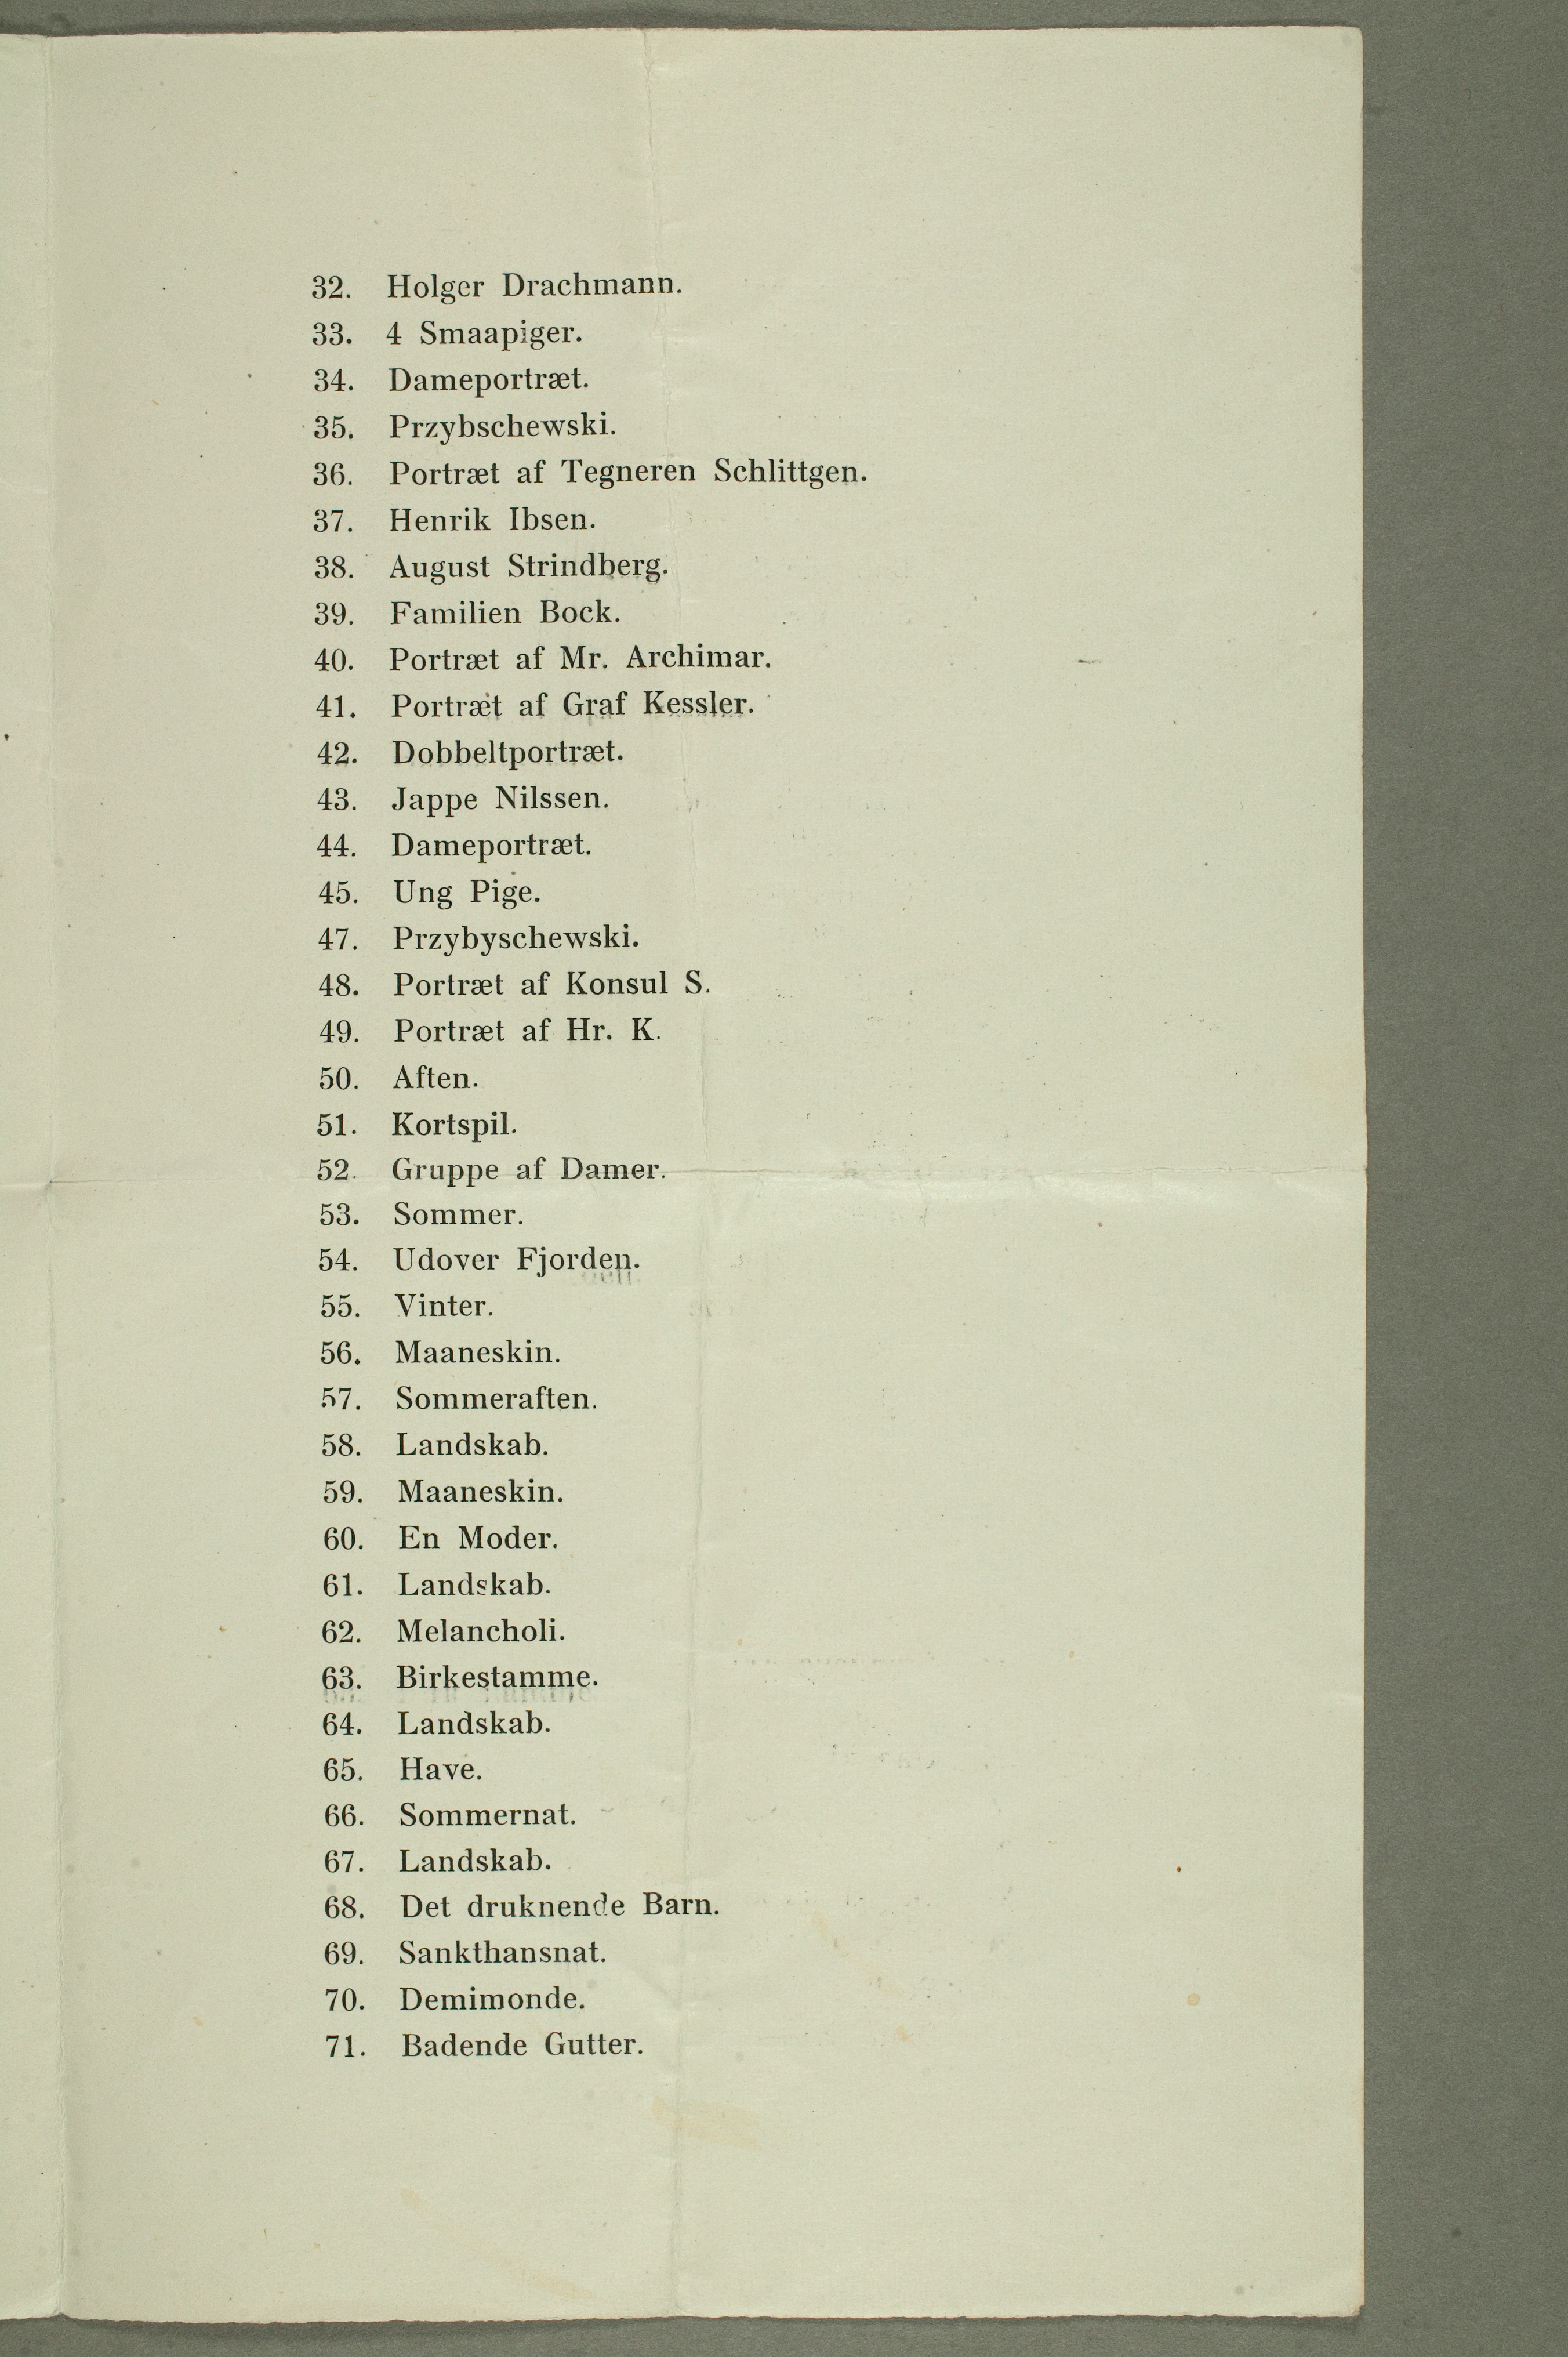 32. Holger Drachmann.
33. 4 Smaapiger.
34. Dameportræt.
35. Przybschewski.
36. Portræt af Tegneren Schlittgen.
37. Henrik Ibsen.
38. August Strindberg.
39. Familien Bock.
40. Portræt af Mr. Archimar.
41. Portræt af Graf Kessler.
42. Dobbeltportræt.
43. Jappe Nilssen.
44. Dameportræt.
45. Ung Pige.
47. Przybyschewski.
48. Portræt af Konsul S.
49. Portræt af Hr. K.
50. Aften.
51. Kortspil.
52. Gruppe af Damer.
53. Sommer.
54. Udover Fjorden.
55. Vinter.
56. Maaneskin.
57. Sommeraften.
58. Landskab.
59. Maaneskin.
60. En Moder.
61. Landskab.
62. Melancholi.
63. Birkestamme.
64. Landskab.
65. Have.
66. Sommernat.
67. Landskab.
68. Det druknende Barn.
69. Sankthansnat.
70. Demimonde.
71. Badende Gutter.